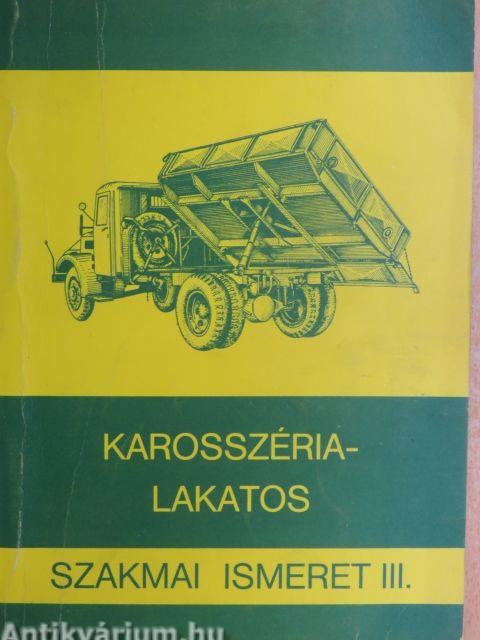 KAROSSZÉRIA-
LAKATOS
SZAKMAI ISMERET III.
Antikvárium.hu